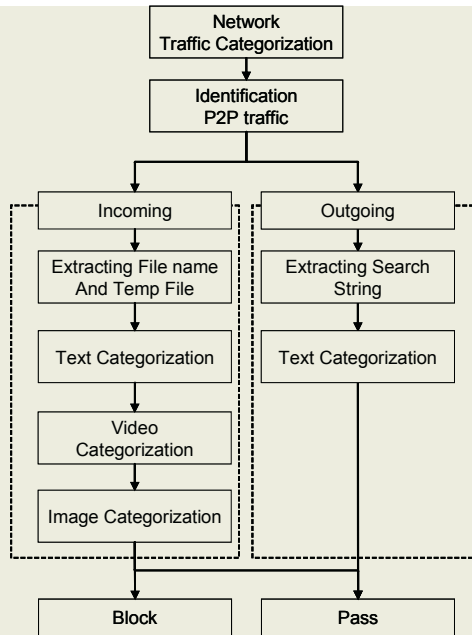 Network
Traffic Categorization
Identification
P2P traffic
Incoming
Outgoing
Extracting File name
And Temp File
Extracting Search
String
Text Categorization
Text Categorization
Video
Categorization
Image Categorization
Block
Pass